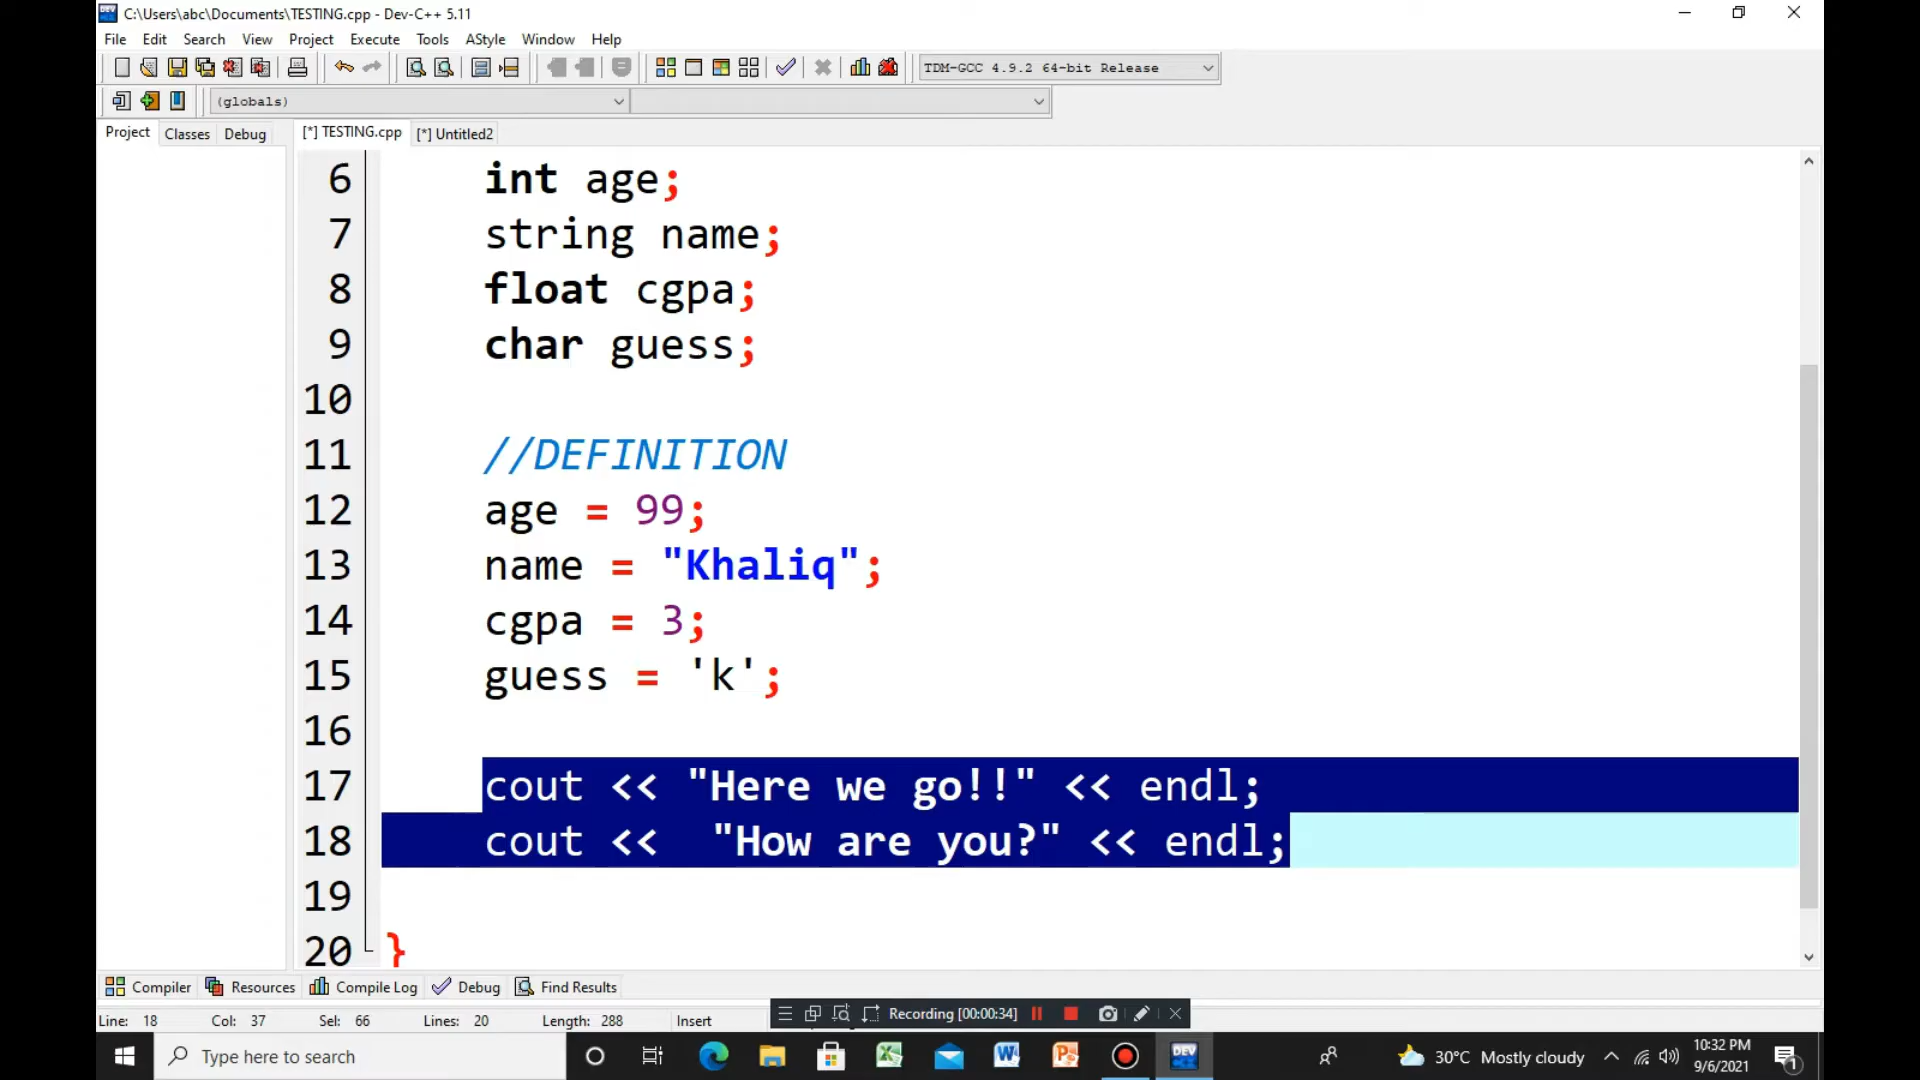 C:\Users\abc\Documents\TESTING.cpp - Dev-C++ 5.11
File Edit Search View Project Execute Tools AStyle Window Help
TDM-GCC 4.9.2 64-bit Release
(globals)
Project Classes Debug [*] TESTING.cpp [*] Untitled2
6 int age;
7 string name;
8 float cgpa;
9 char guess;
10
11 //DEFINITION
12 age = 99;
13 name = "Khaliq";
14 cgpa = 3;
15 guess = 'k';
16
17 cout << "Here we go!!" << endl;
18 cout <<  "How are you?" << endl;
19
20 }
Compiler Resources Compile Log Debug Find Results
Recording [00:00:34]
Line: 18 Col: 37 Sel: 66 Lines: 20 Length: 288 Insert
Type here to search
30°C Mostly cloudy
10:32 PM
9/6/2021
1